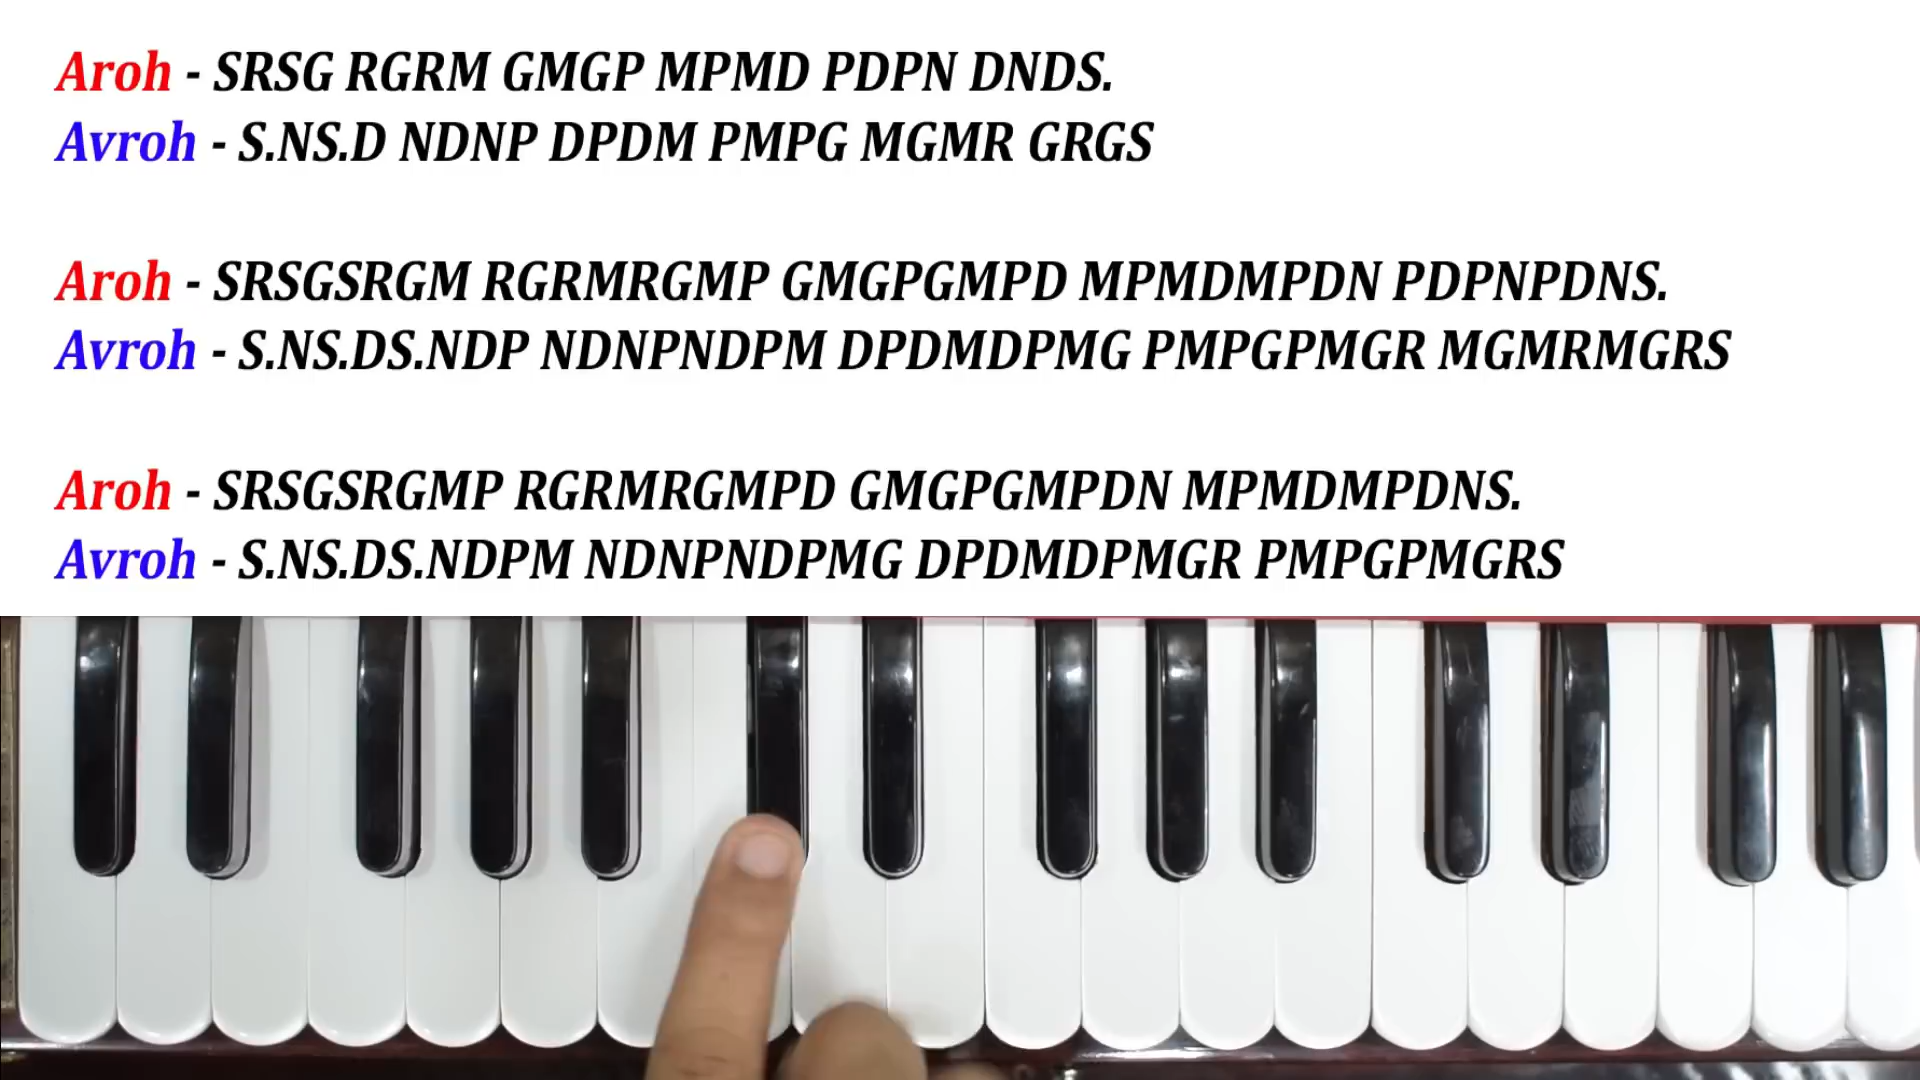 Aroh - SRSG RGRM GMGP MPMD PDPN DNDS.
Avroh - S.NS.D NDNP DPDM PMPG MGMR GRGS
Aroh - SRSGSRGM RGRMRGMP GMGPGMPD MPMDMPDN PDPNPDNS.
Avroh - S.NS.DS.NDP NDNPNDPM DPDMDPMG PMPGPMGR MGMRMGRS
Aroh - SRSGSRGMP RGRMRGMPD GMGPGMPDN MPMDMPDNS.
Avroh - S.NS.DS.NDPM NDNPNDPMG DPDMDPMGR PMPGPMGRS